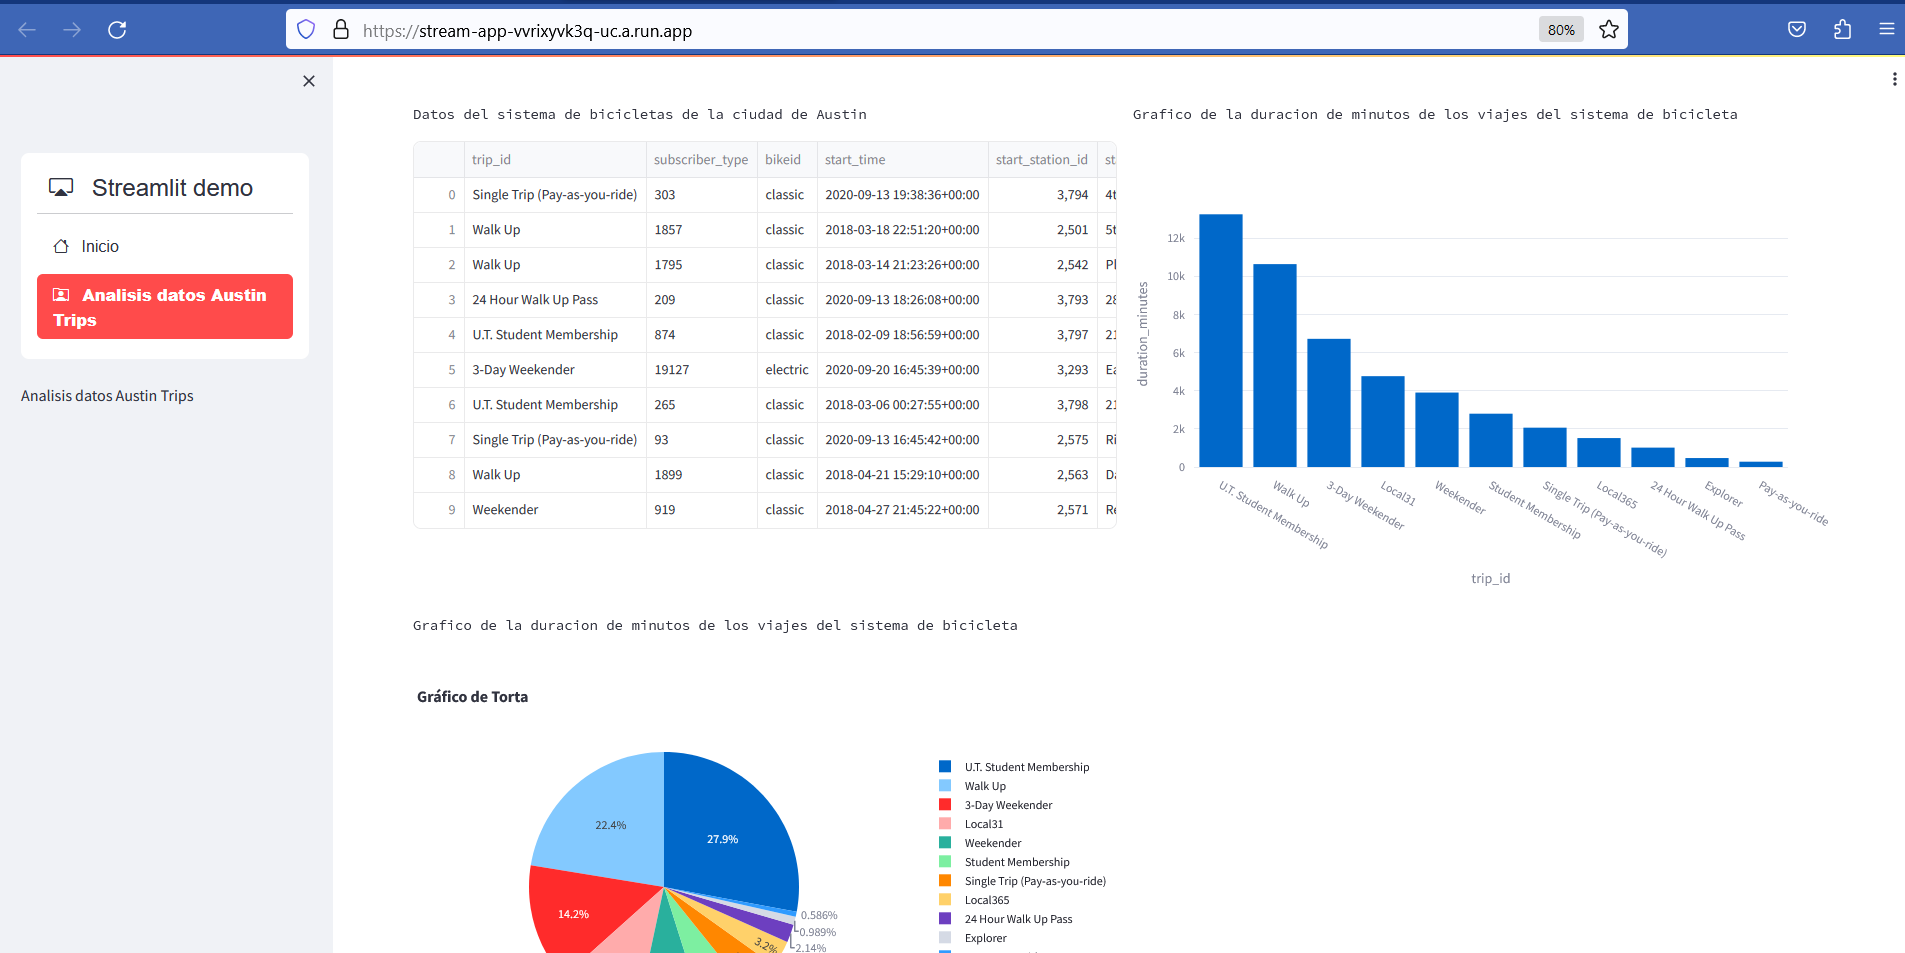 https://stream-app-vvrixyvk3q-uc.a.run.app
80%
Streamlit demo
Inicio
Analisis datos Austin
Trips
Analisis datos Austin Trips
Datos del sistema de bicicletas de la ciudad de Austin
trip_id subscriber_type bikeid start_time start_station_id st
0 Single Trip (Pay-as-you-ride) 303 classic 2020-09-13 19:38:36+00:00 3,794 4t
1 Walk Up 1857 classic 2018-03-18 22:51:20+00:00 2,501 5t
2 Walk Up 1795 classic 2018-03-14 21:23:26+00:00 2,542 Pl
3 24 Hour Walk Up Pass 209 classic 2020-09-13 18:26:08+00:00 3,793 28
4 U.T. Student Membership 874 classic 2018-02-09 18:56:59+00:00 3,797 21
5 3-Day Weekender 19127 electric 2020-09-20 16:45:39+00:00 3,293 Ea
6 U.T. Student Membership 265 classic 2018-03-06 00:27:55+00:00 3,798 21
7 Single Trip (Pay-as-you-ride) 93 classic 2020-09-13 16:45:42+00:00 2,575 Ri
8 Walk Up 1899 classic 2018-04-21 15:29:10+00:00 2,563 Da
9 Weekender 919 classic 2018-04-27 21:45:22+00:00 2,571 Re
Grafico de la duracion de minutos de los viajes del sistema de bicicleta
duration_minutes
12k
10k
8k
6k
4k
2k
0
U.T. Student Membership
Walk Up
3-Day Weekender
Local31
Weekender
Student Membership
Single Trip (Pay-as-you-ride)
Local365
24 Hour Walk Up Pass
Explorer
Pay-as-you-ride
trip_id
Grafico de la duracion de minutos de los viajes del sistema de bicicleta
Gráfico de Torta
22.4%
27.9%
14.2%
0.586%
0.989%
2.14%
3.2%
U.T. Student Membership
Walk Up
3-Day Weekender
Local31
Weekender
Student Membership
Single Trip (Pay-as-you-ride)
Local365
24 Hour Walk Up Pass
Explorer